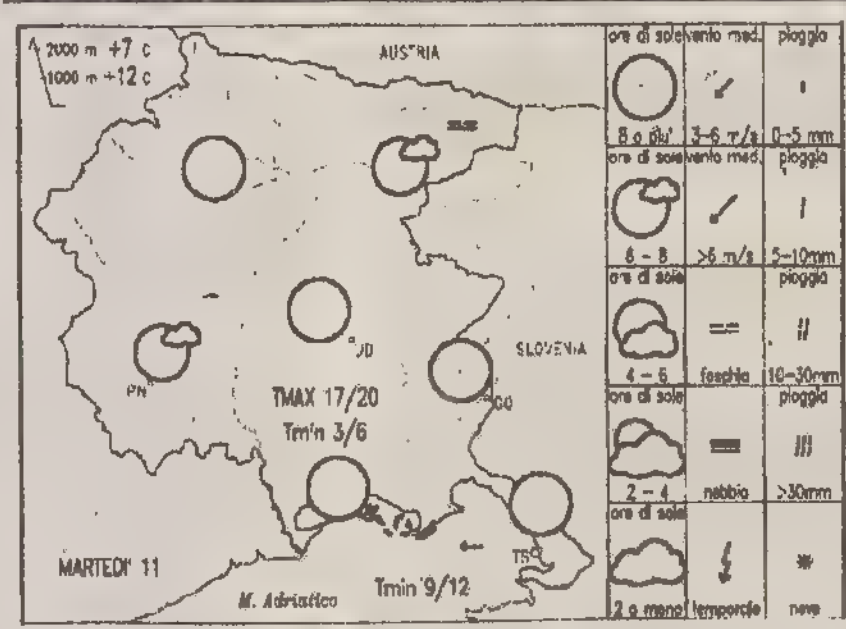 2000 m +7 c
1000 m +12 c
AUSTRIA
SLOVENIA
UD
PN
GO
TMAX 17/20
Tmin 3/6
TS
MARTEDI' 11
M. Adriatico
Tmin 9/12
ore di sole vento med. pioggia
8 o piu' 3-6 m/s 0-5 mm
ore di sole vento med. pioggia
6 - 8 >6 m/s 5-10mm
ore di sole pioggia
4 - 6 foschia 10-30mm
ore di sole pioggia
2 - 4 nebbia >30mm
ore di sole
2 o meno temporale neve